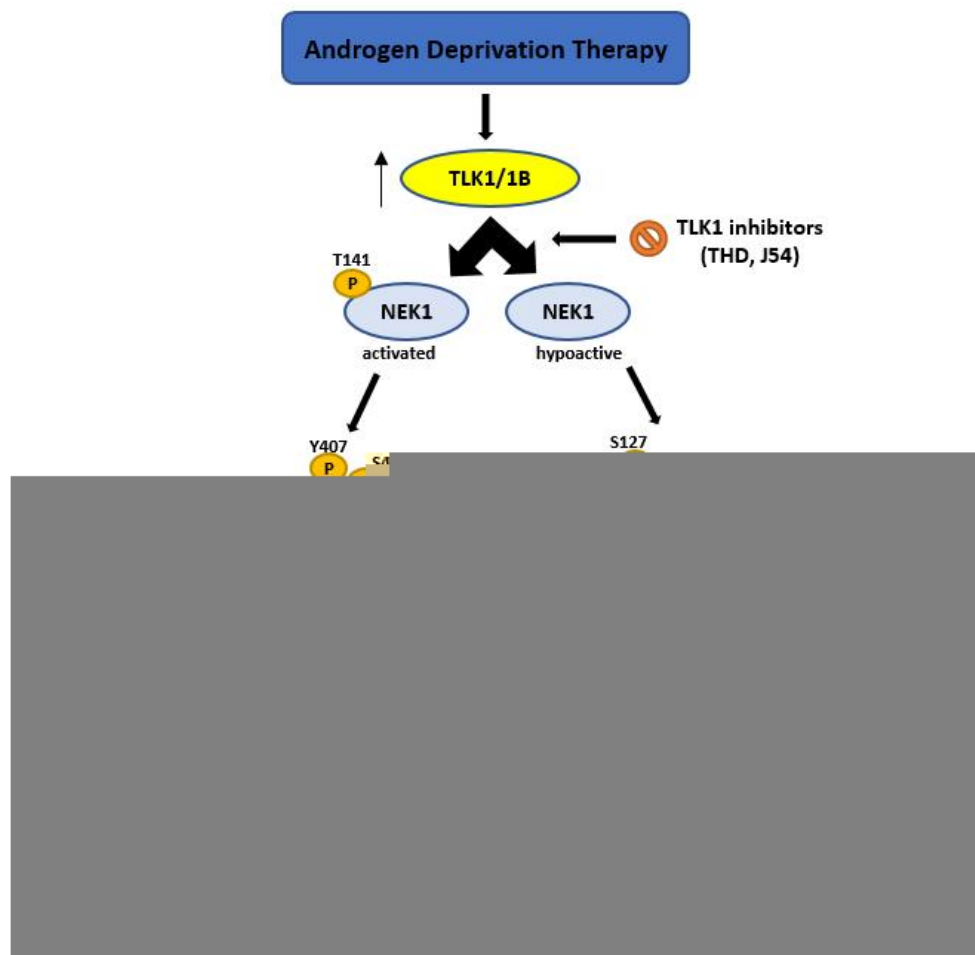 Androgen Deprivation Therapy
TLK1/1B
TLK1 inhibitors
(THD, J54)
T141
P
NEK1
NEK1
activated
hypoactive
Y407
S127
P